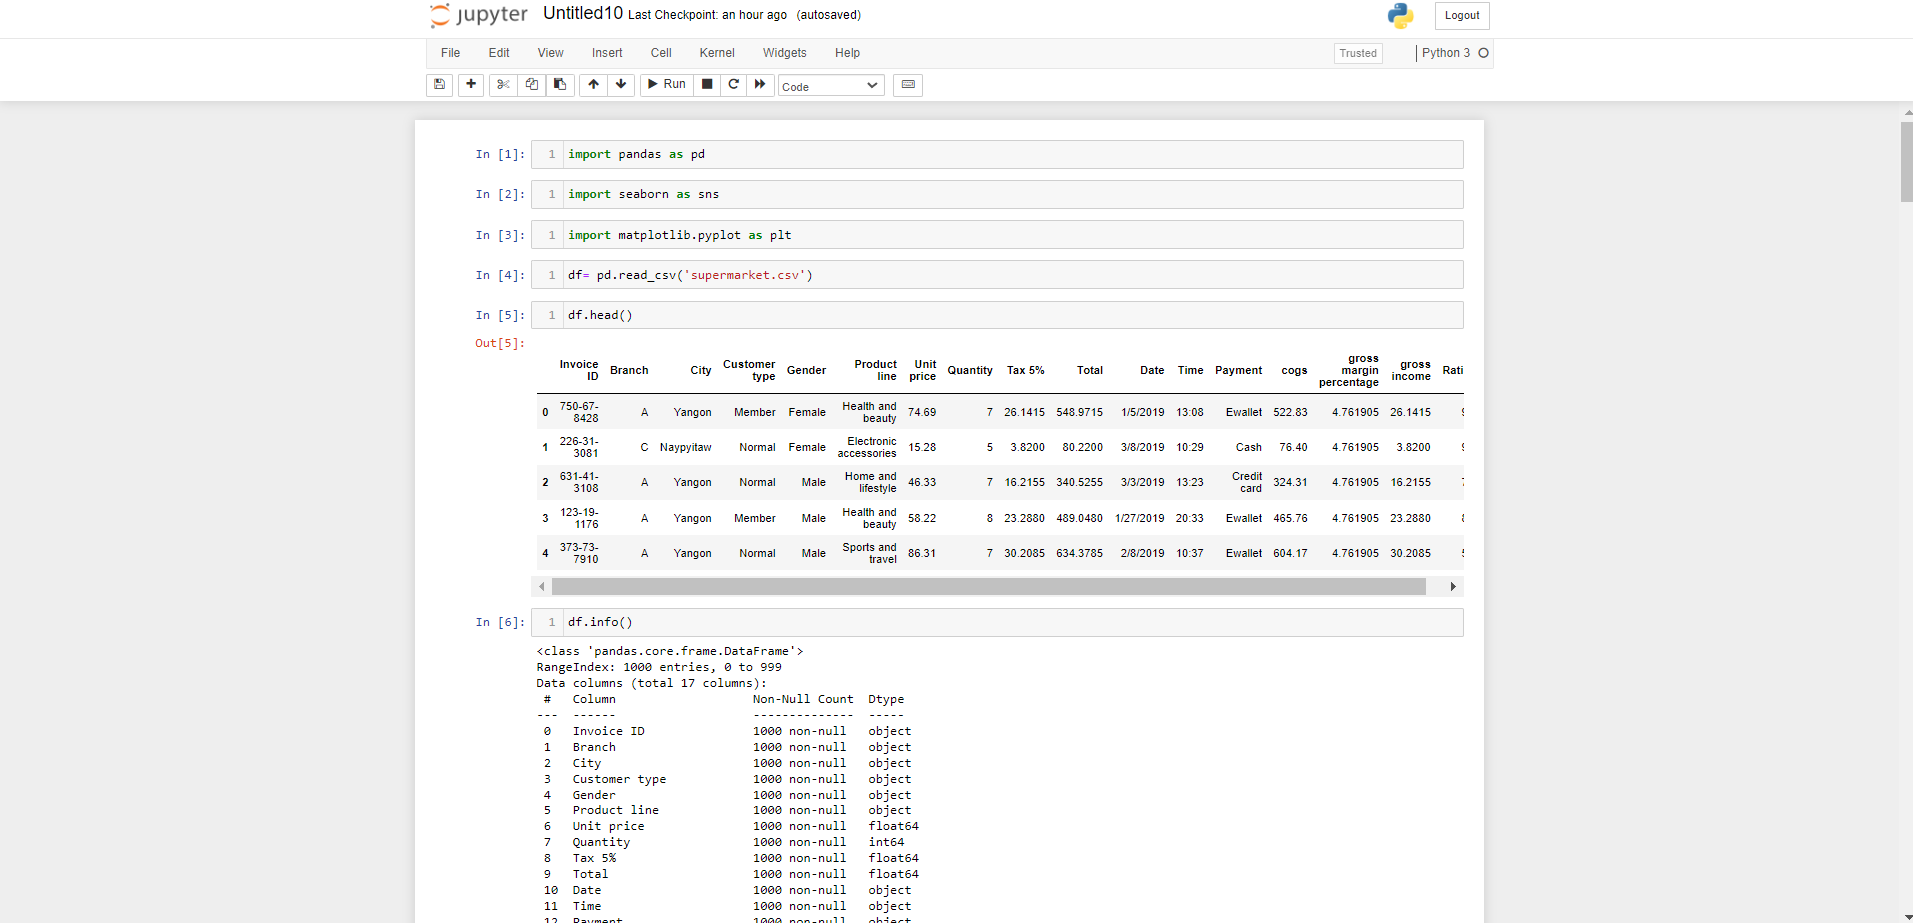 jupyter Untitled10 Last Checkpoint: an hour ago (autosaved) Logout
File Edit View Insert Cell Kernel Widgets Help Trusted Python 3
Run Code
In [1]: 1 import pandas as pd
In [2]: 1 import seaborn as sns
In [3]: 1 import matplotlib.pyplot as plt
In [4]: 1 df= pd.read_csv('supermarket.csv')
In [5]: 1 df.head()
Out[5]:
Invoice ID Branch City Customer type Gender Product line Unit price Quantity Tax 5% Total Date Time Payment cogs gross margin percentage gross income Rati
0 750-67-8428 A Yangon Member Female Health and beauty 74.69 7 26.1415 548.9715 1/5/2019 13:08 Ewallet 522.83 4.761905 26.1415
1 226-31-3081 C Naypyitaw Normal Female Electronic accessories 15.28 5 3.8200 80.2200 3/8/2019 10:29 Cash 76.40 4.761905 3.8200
2 631-41-3108 A Yangon Normal Male Home and lifestyle 46.33 7 16.2155 340.5255 3/3/2019 13:23 Credit card 324.31 4.761905 16.2155
3 123-19-1176 A Yangon Member Male Health and beauty 58.22 8 23.2880 489.0480 1/27/2019 20:33 Ewallet 465.76 4.761905 23.2880
4 373-73-7910 A Yangon Normal Male Sports and travel 86.31 7 30.2085 634.3785 2/8/2019 10:37 Ewallet 604.17 4.761905 30.2085
In [6]: 1 df.info()
<class 'pandas.core.frame.DataFrame'>
RangeIndex: 1000 entries, 0 to 999
Data columns (total 17 columns):
# Column Non-Null Count Dtype
--- ------ -------------- -----
0 Invoice ID 1000 non-null object
1 Branch 1000 non-null object
2 City 1000 non-null object
3 Customer type 1000 non-null object
4 Gender 1000 non-null object
5 Product line 1000 non-null object
6 Unit price 1000 non-null float64
7 Quantity 1000 non-null int64
8 Tax 5% 1000 non-null float64
9 Total 1000 non-null float64
10 Date 1000 non-null object
11 Time 1000 non-null object
12 Payment 1000 non-null object